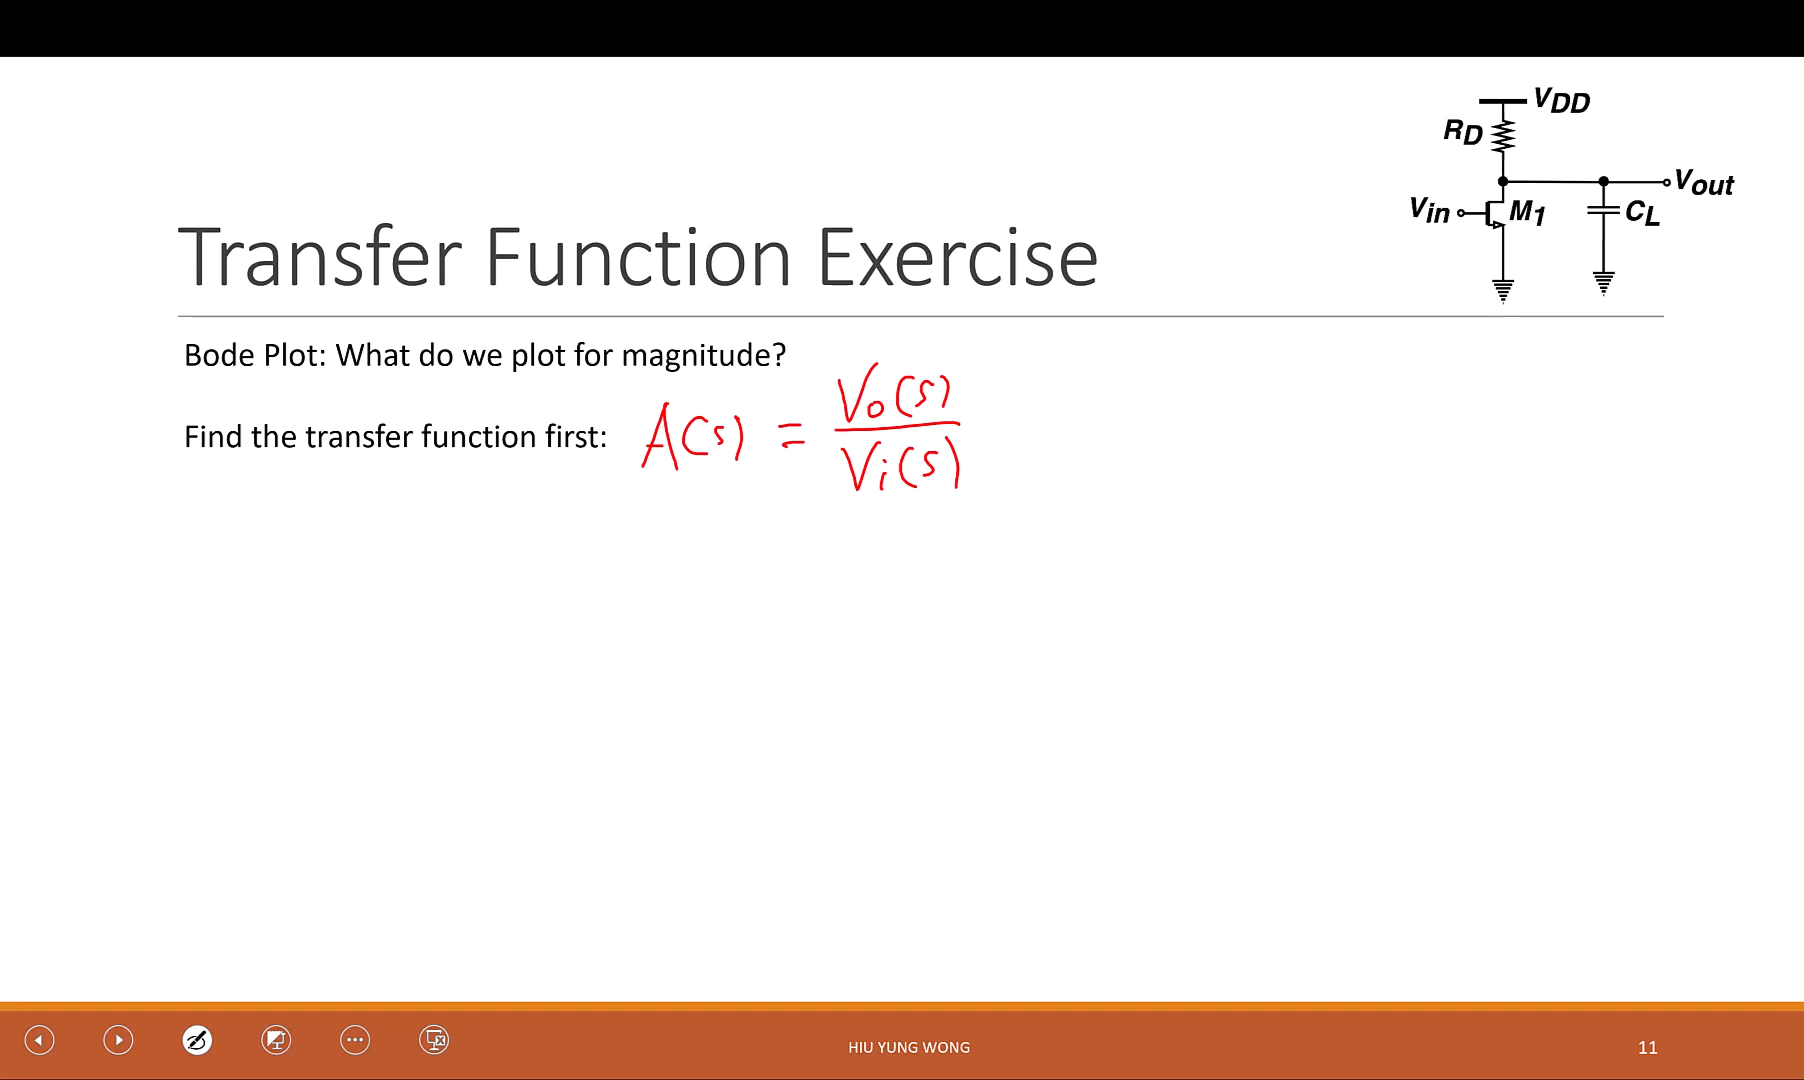 VDD
RD
Vout
Vin
M1
CL
Transfer Function Exercise
Bode Plot: What do we plot for magnitude?
Find the transfer function first: A(s) = Vo(s) / Vi(s)
HIU YUNG WONG
11